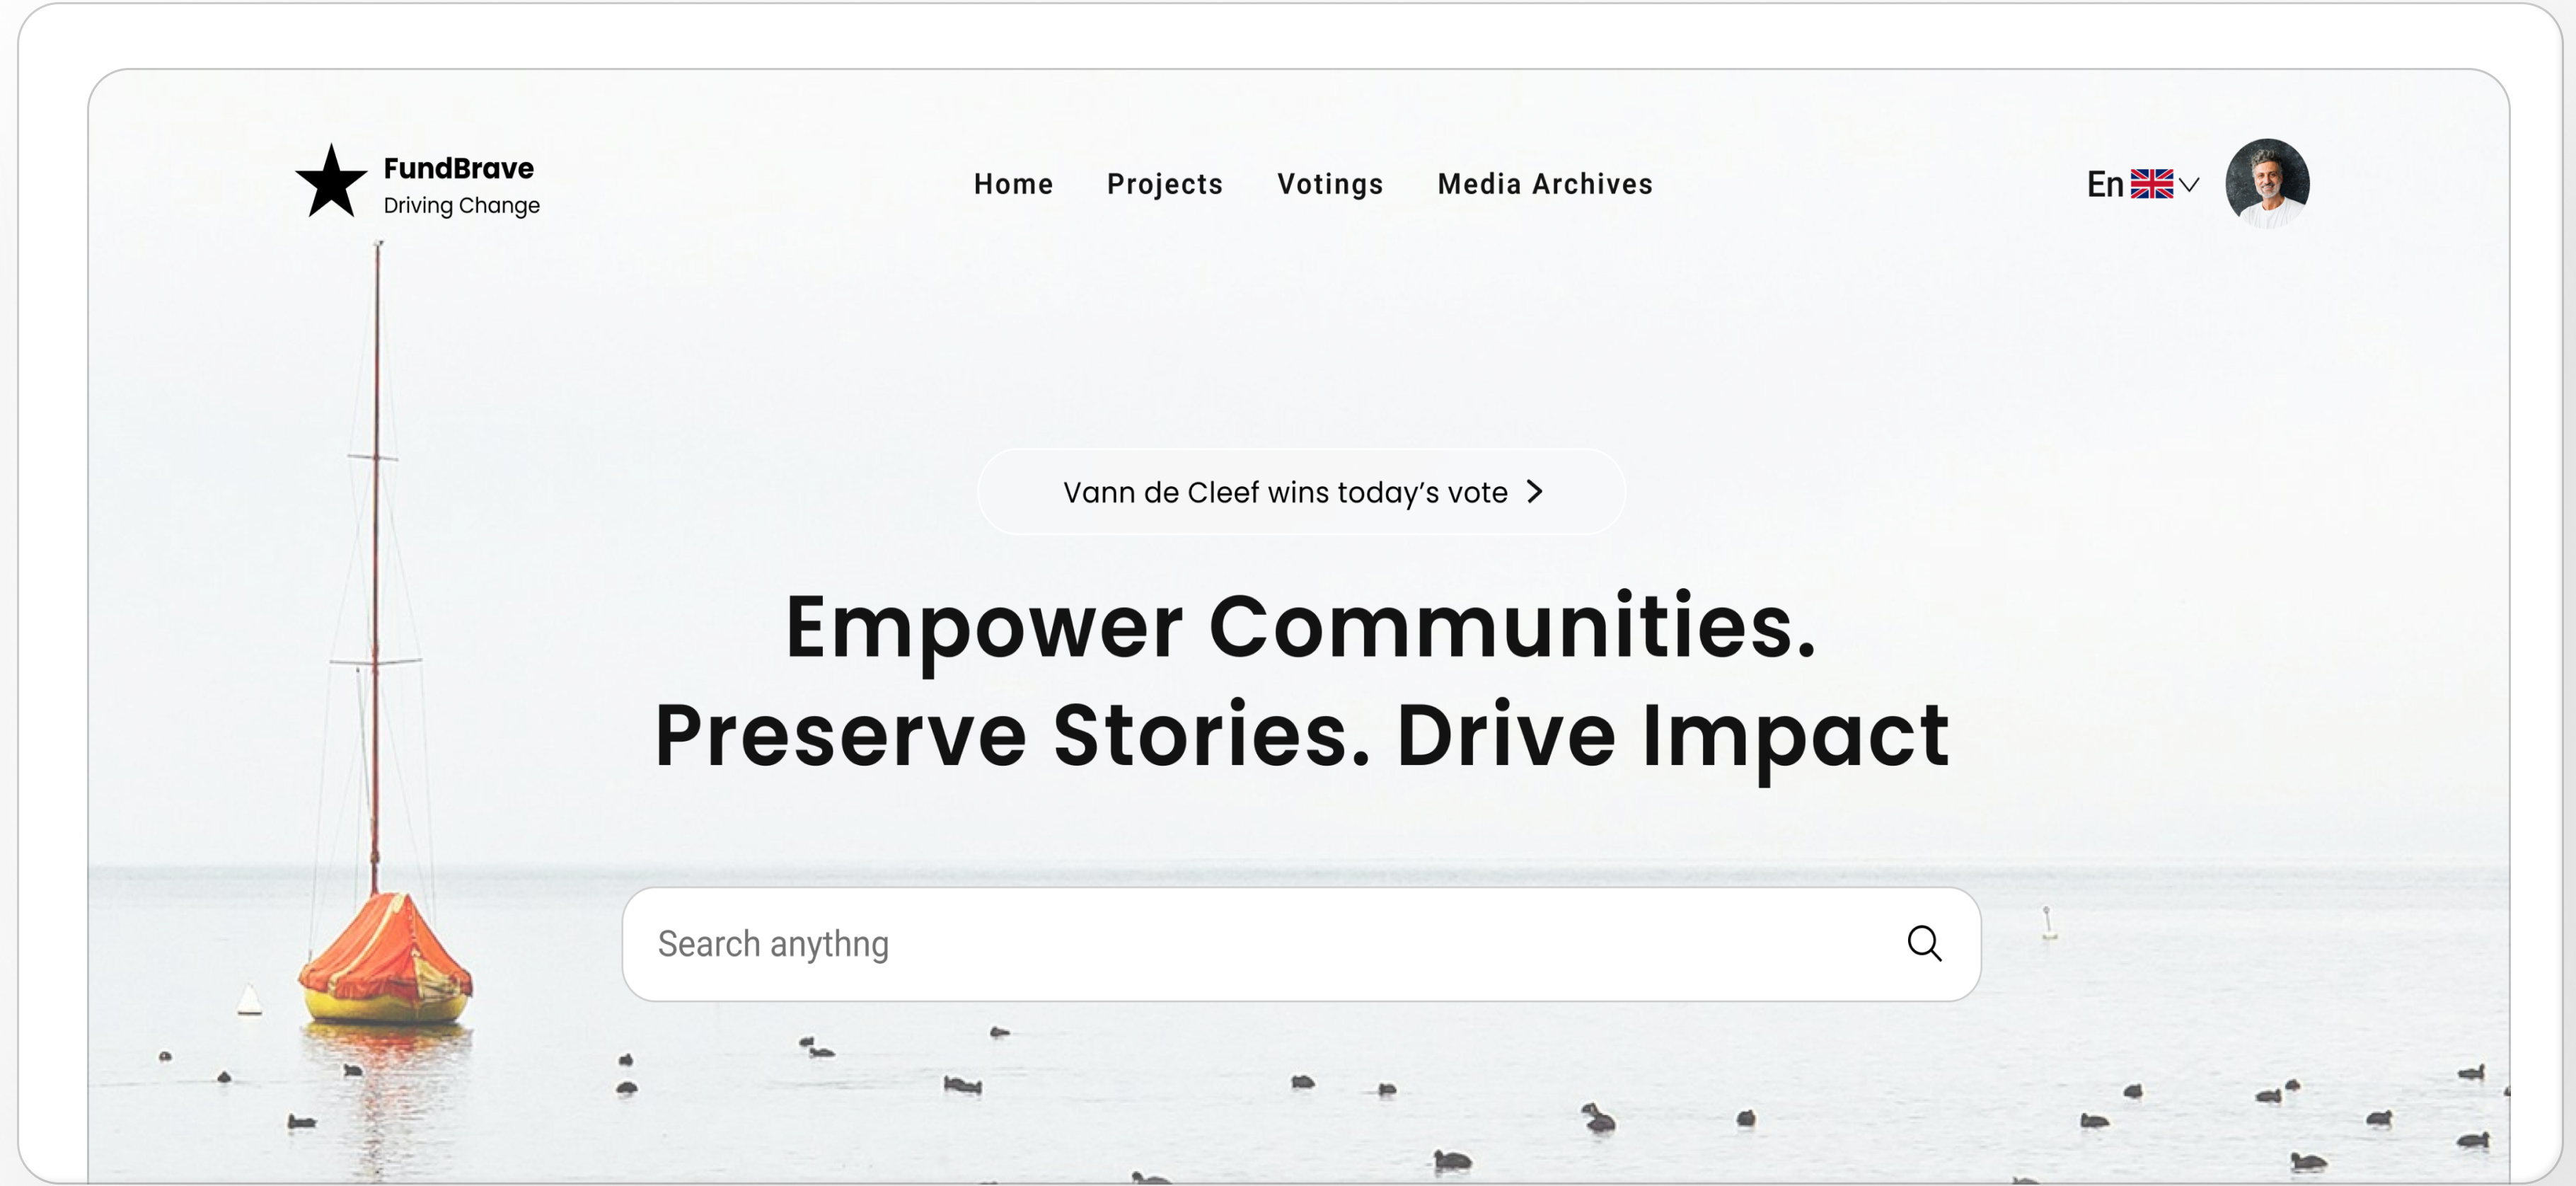 FundBrave
Driving Change
Home Projects Votings Media Archives
En
Vann de Cleef wins today’s vote
Empower Communities.
Preserve Stories. Drive Impact
Search anythng